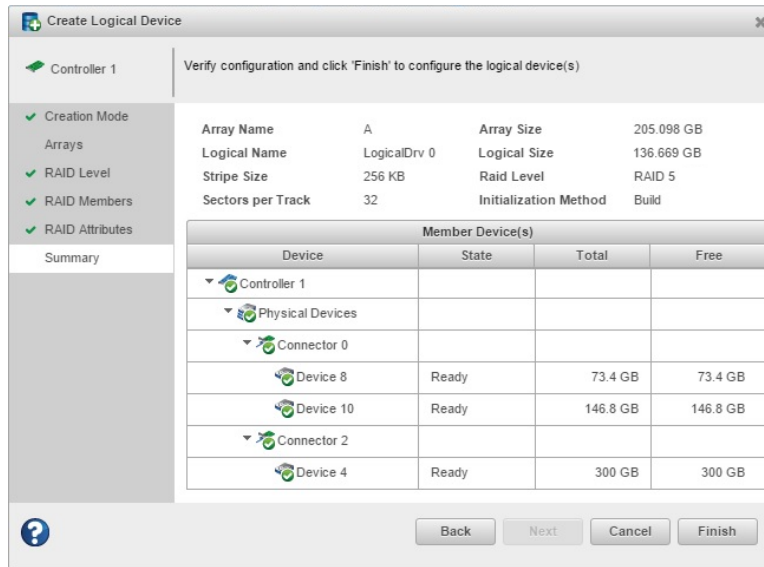 Create Logical Device
Controller 1
Verify configuration and click 'Finish' to configure the logical device(s)
Creation Mode
Arrays
RAID Level
RAID Members
RAID Attributes
Summary
Array Name A Array Size 205.098 GB
Logical Name LogicalDrv 0 Logical Size 136.669 GB
Stripe Size 256 KB Raid Level RAID 5
Sectors per Track 32 Initialization Method Build
Member Device(s)
Device State Total Free
Controller 1
Physical Devices
Connector 0
Device 8 Ready 73.4 GB 73.4 GB
Device 10 Ready 146.8 GB 146.8 GB
Connector 2
Device 4 Ready 300 GB 300 GB
? Back Next Cancel Finish